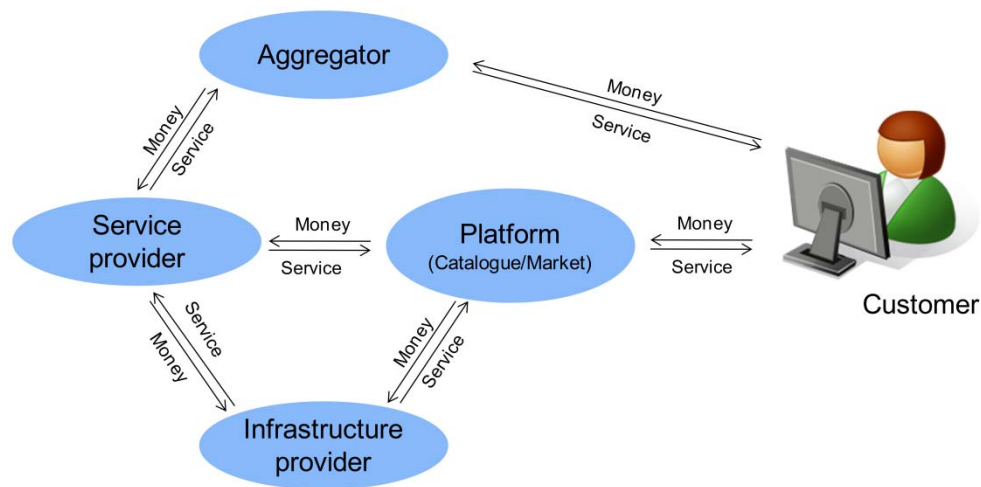 Aggregator
Money
Service
Money
Service
Service
provider
Money
Service
Platform
(Catalogue/Market)
Money
Service
Customer
Service
Money
Money
Service
Infrastructure
provider